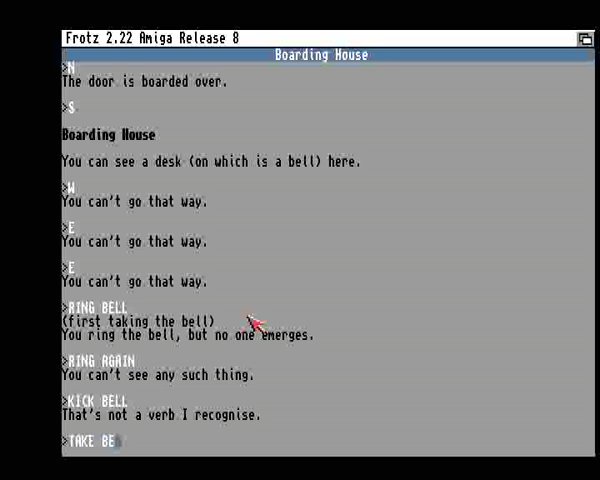 Frotz 2.22 Amiga Release 8
Boarding House
>N
The door is boarded over.
>S
Boarding House
You can see a desk (on which is a bell) here.
>W
You can't go that way.
>E
You can't go that way.
>E
You can't go that way.
>RING BELL
(first taking the bell)
You ring the bell, but no one emerges.
>RING AGAIN
You can't see any such thing.
>KICK BELL
That's not a verb I recognise.
>TAKE BE